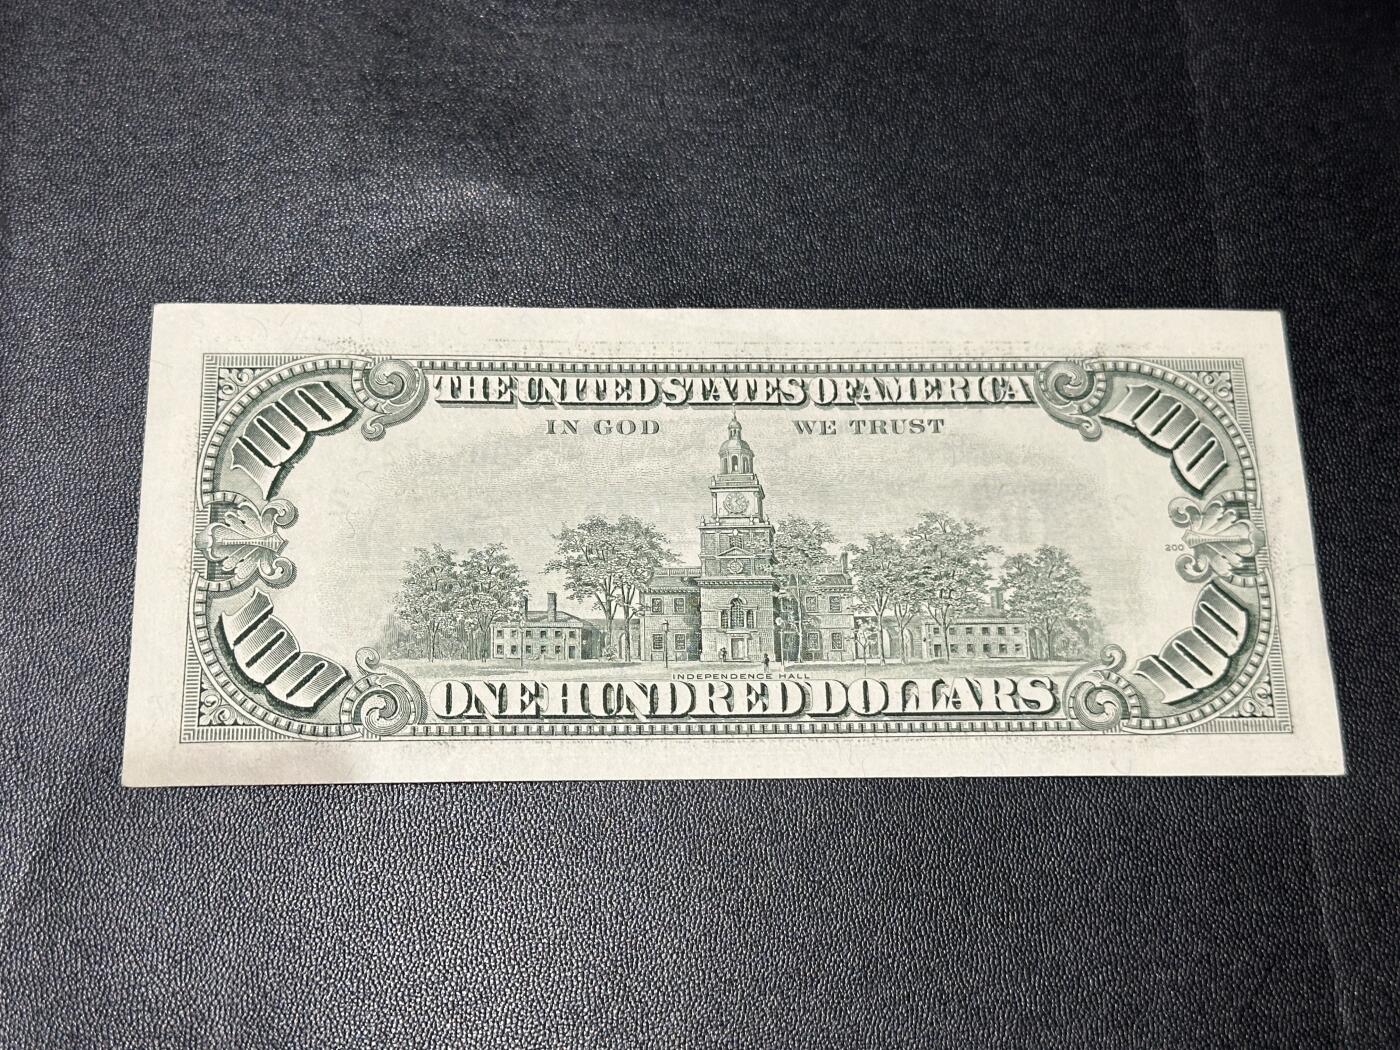 100 THE UNITED STATES OF AMERICA 100
IN GOD WE TRUST
200
INDEPENDENCE HALL
100 ONE HUNDRED DOLLARS 100